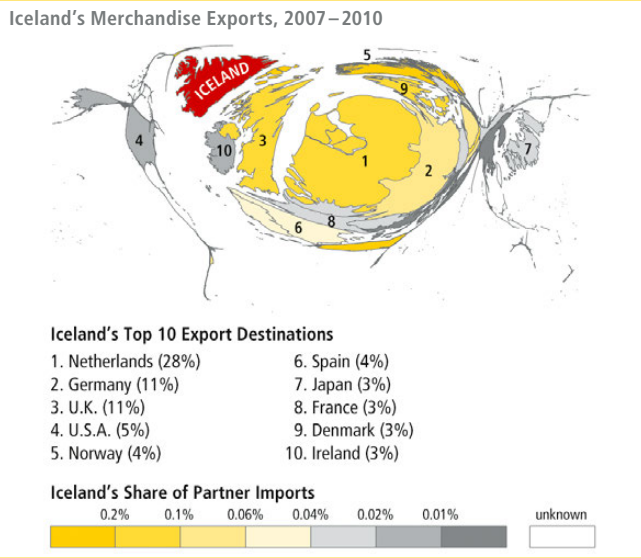 Iceland's Merchandise Exports, 2007–2010
ICELAND
5
9
4
10
3
1
2
7
8
6
Iceland's Top 10 Export Destinations
1. Netherlands (28%)
2. Germany (11%)
3. U.K. (11%)
4. U.S.A. (5%)
5. Norway (4%)
6. Spain (4%)
7. Japan (3%)
8. France (3%)
9. Denmark (3%)
10. Ireland (3%)
Iceland's Share of Partner Imports
0.2% 0.1% 0.06% 0.04% 0.02% 0.01% unknown